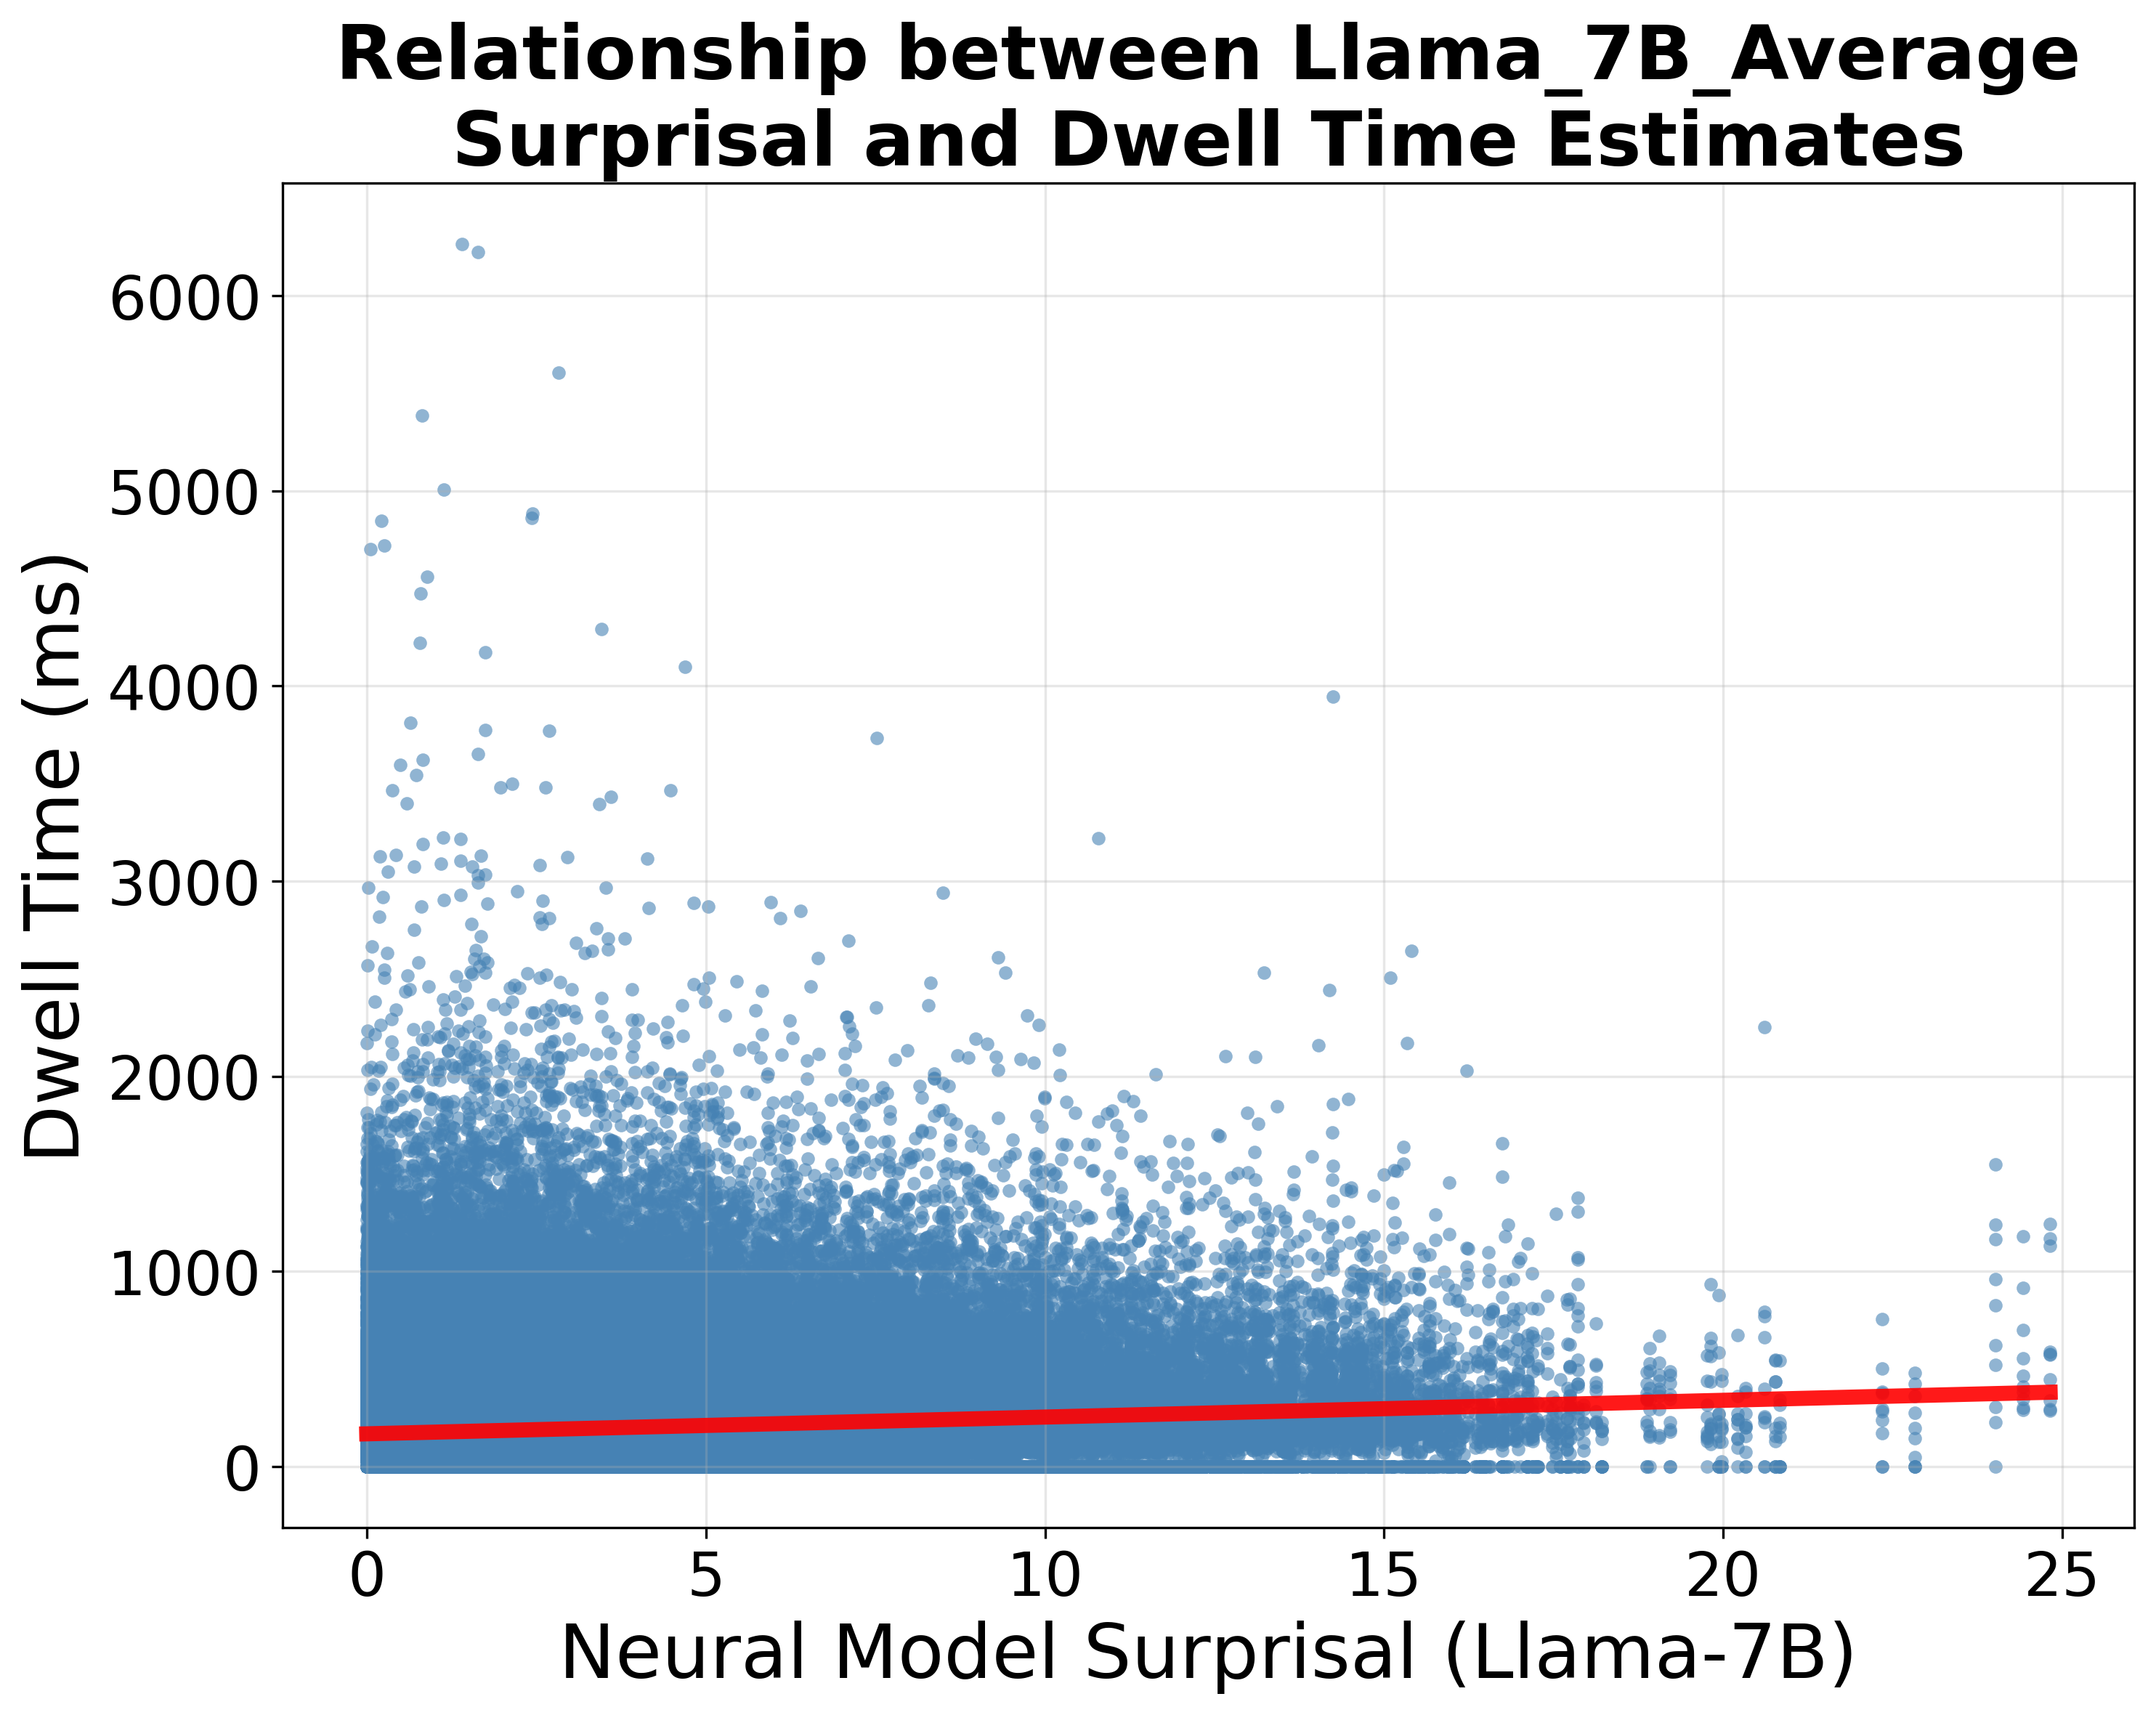 Relationship between Llama_7B_Average
Surprisal and Dwell Time Estimates
Dwell Time (ms)
6000
5000
4000
3000
2000
1000
0
0 5 10 15 20 25
Neural Model Surprisal (Llama-7B)